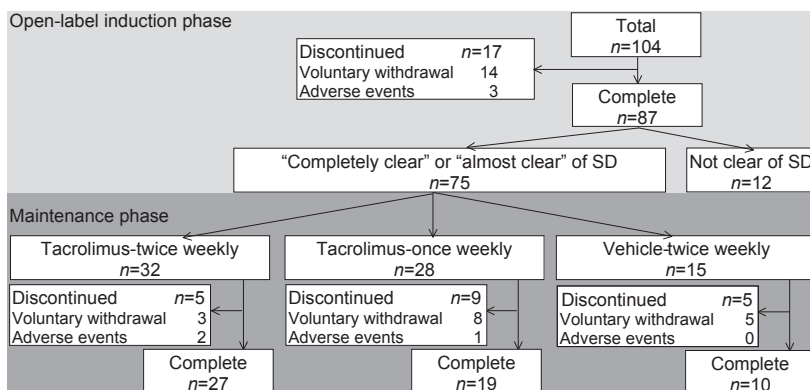 Open-label induction phase
Total
n=104
Discontinued n=17
Voluntary withdrawal 14
Adverse events 3
Complete
n=87
“Completely clear” or “almost clear” of SD
n=75
Not clear of SD
n=12
Maintenance phase
Tacrolimus-twice weekly
n=32
Tacrolimus-once weekly
n=28
Vehicle-twice weekly
n=15
Discontinued n=5
Voluntary withdrawal 3
Adverse events 2
Discontinued n=9
Voluntary withdrawal 8
Adverse events 1
Discontinued n=5
Voluntary withdrawal 5
Adverse events 0
Complete
n=27
Complete
n=19
Complete
n=10